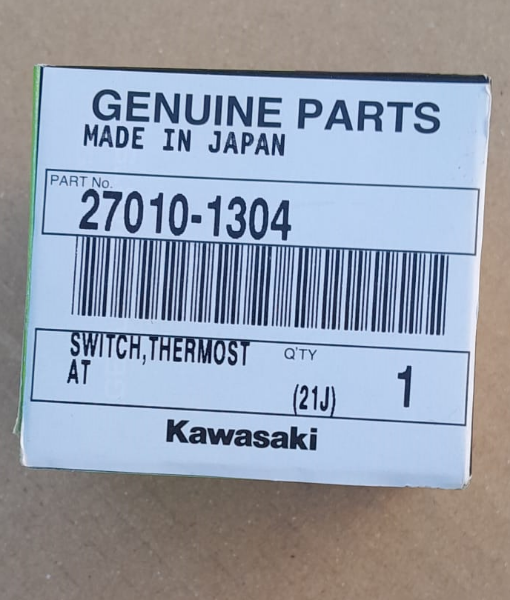 GENUINE PARTS
MADE IN JAPAN
PART No.
27010-1304
SWITCH,THERMOST
AT
Q'TY
(21J)
1
Kawasaki